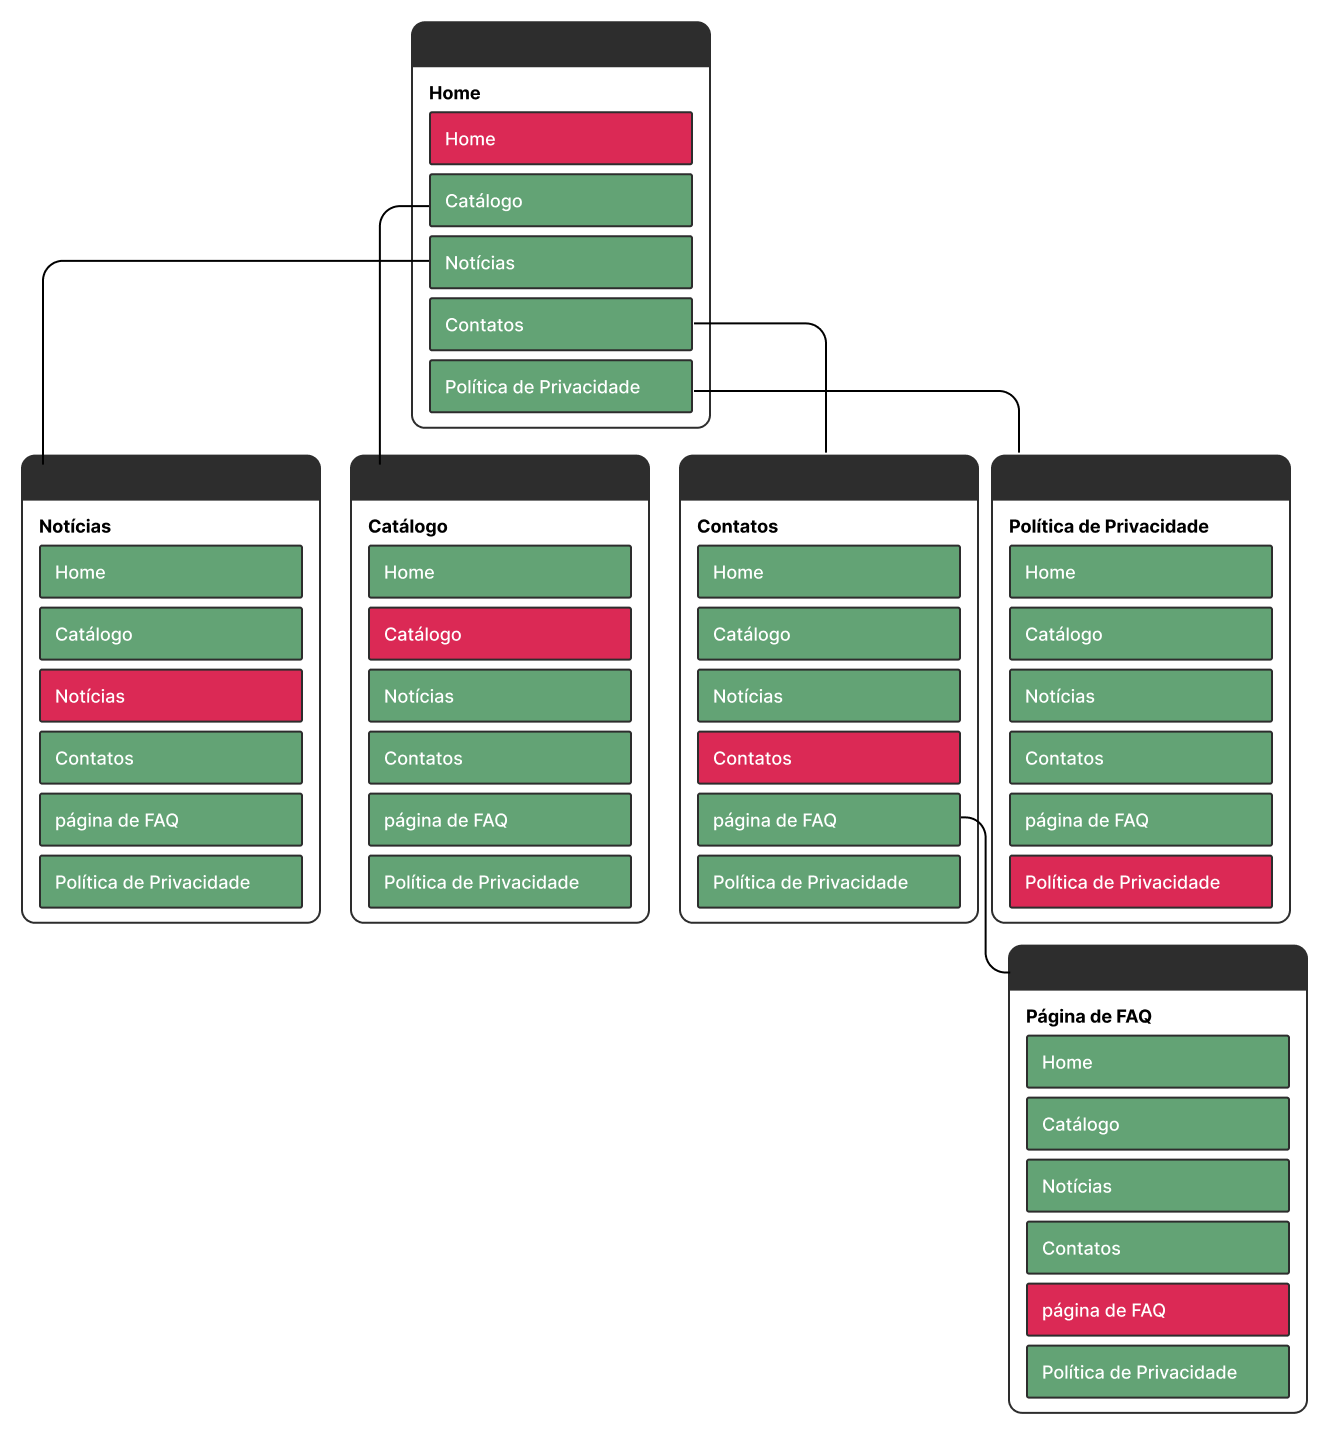 Home
Home
Catálogo
Notícias
Contatos
Política de Privacidade
Notícias
Home
Catálogo
Notícias
Contatos
página de FAQ
Política de Privacidade
Catálogo
Home
Catálogo
Notícias
Contatos
página de FAQ
Política de Privacidade
Contatos
Home
Catálogo
Notícias
Contatos
página de FAQ
Política de Privacidade
Política de Privacidade
Home
Catálogo
Notícias
Contatos
página de FAQ
Política de Privacidade
Página de FAQ
Home
Catálogo
Notícias
Contatos
página de FAQ
Política de Privacidade